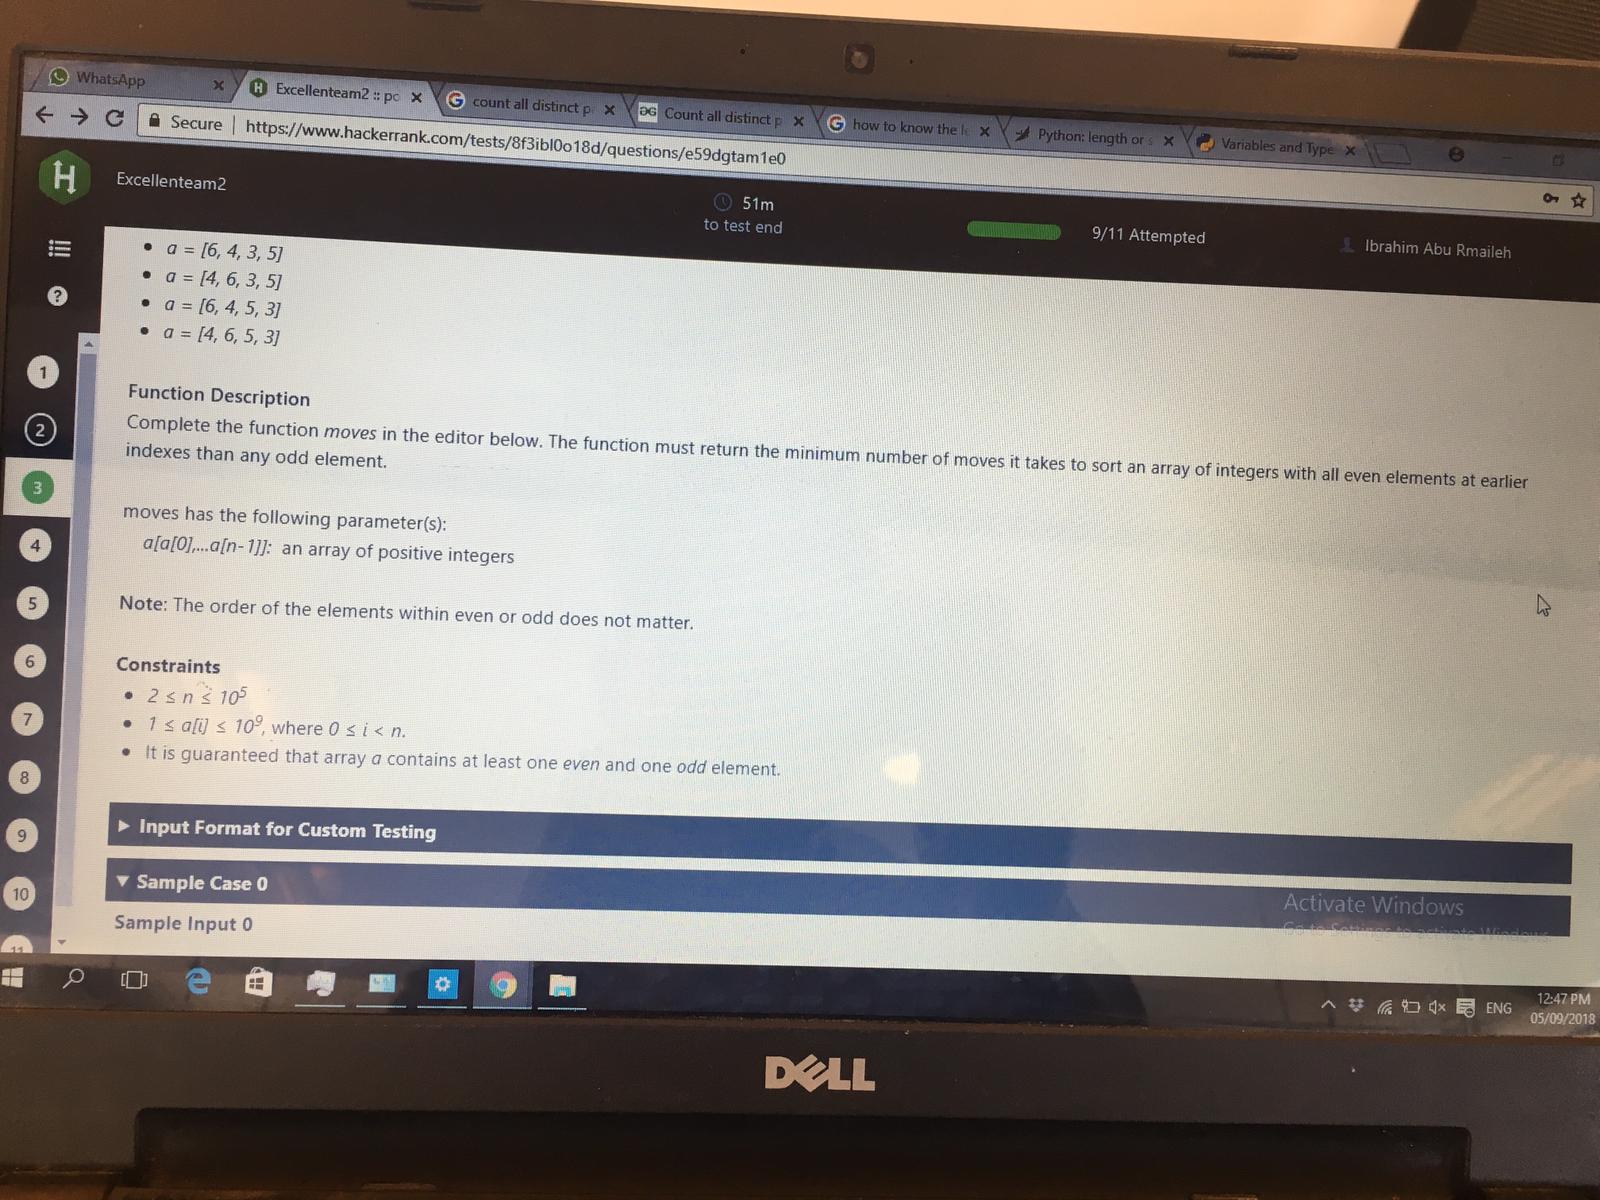 WhatsApp
Excellenteam2 :: po
count all distinct p
Count all distinct p
how to know the le
Python: length or s
Variables and Type
Secure | https://www.hackerrank.com/tests/8f3ibl0o18d/questions/e59dgtam1e0
Excellenteam2
51m
to test end
9/11 Attempted
Ibrahim Abu Rmaileh
• a = [6, 4, 3, 5]
• a = [4, 6, 3, 5]
• a = [6, 4, 5, 3]
• a = [4, 6, 5, 3]
Function Description
Complete the function moves in the editor below. The function must return the minimum number of moves it takes to sort an array of integers with all even elements at earlier
indexes than any odd element.
moves has the following parameter(s):
a[a[0],...a[n-1]]: an array of positive integers
Note: The order of the elements within even or odd does not matter.
Constraints
• 2 ≤ n ≤ 10⁵
• 1 ≤ a[i] ≤ 10⁹, where 0 ≤ i < n.
• It is guaranteed that array a contains at least one even and one odd element.
Input Format for Custom Testing
Sample Case 0
Sample Input 0
1
2
3
4
5
6
7
8
9
10
11
Activate Windows
Go to Settings to activate Windows.
ENG
12:47 PM
05/09/2018
DELL